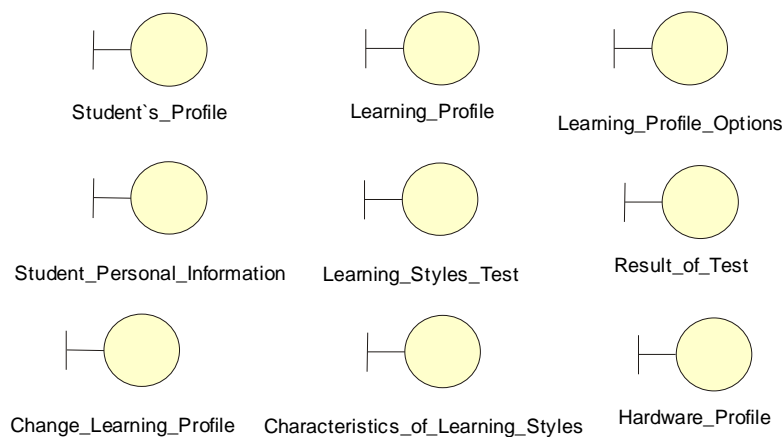 Student`s_Profile
Learning_Profile
Learning_Profile_Options
Student_Personal_Information
Learning_Styles_Test
Result_of_Test
Change_Learning_Profile
Characteristics_of_Learning_Styles
Hardware_Profile